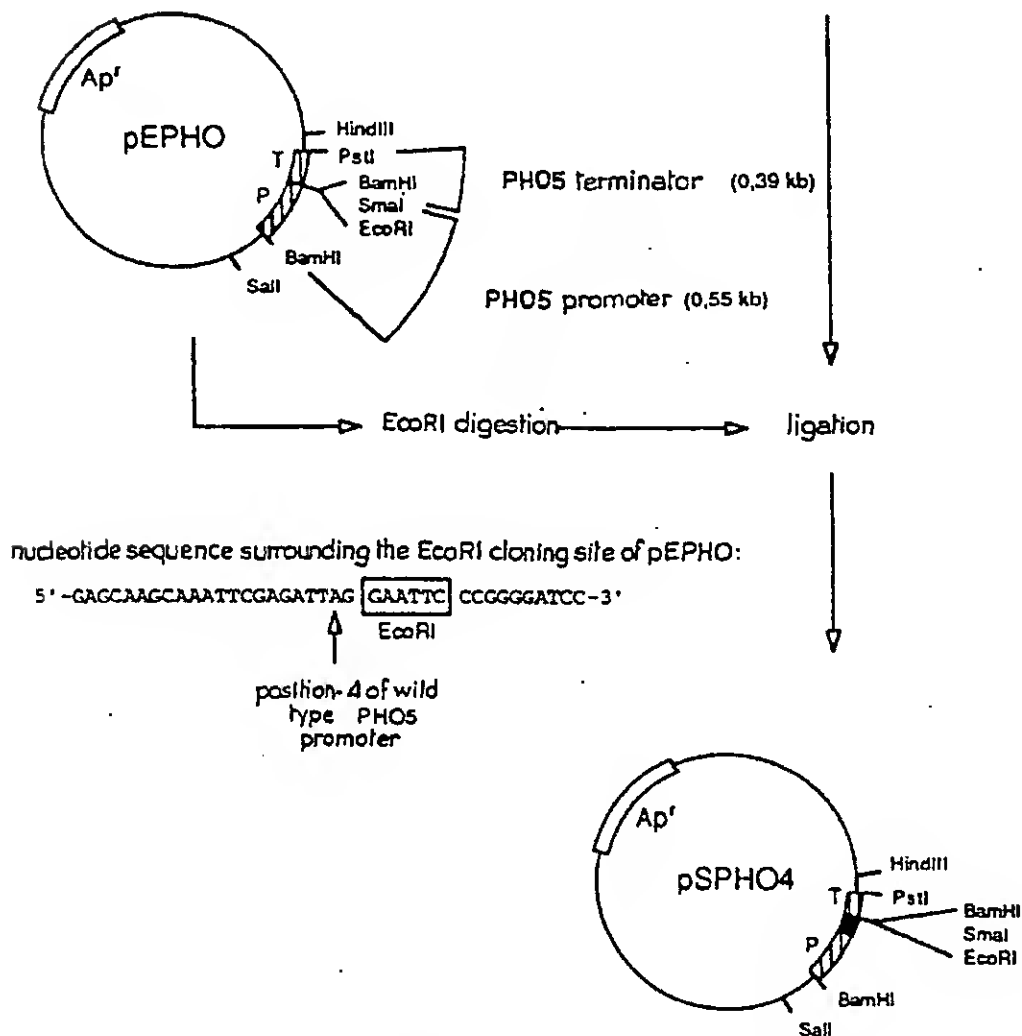 Apʳ
pEPHO
HindIII
T
PstI
BamHI
P
SmaI
EcoRI
BamHI
SalI
PHO5 terminator (0,39 kb)
PHO5 promoter (0,55 kb)
EcoRI digestion
ligation
nucleotide sequence surrounding the EcoRI cloning site of pEPHO:
5'-GAGCAAGCAAATTCGAGATTAG GAATTC CCGGGGATCC-3'
EcoRI
position-4 of wild
type PHO5
promoter
Apʳ
pSPHO4
HindIII
T
PstI
BamHI
SmaI
P
EcoRI
BamHI
SalI